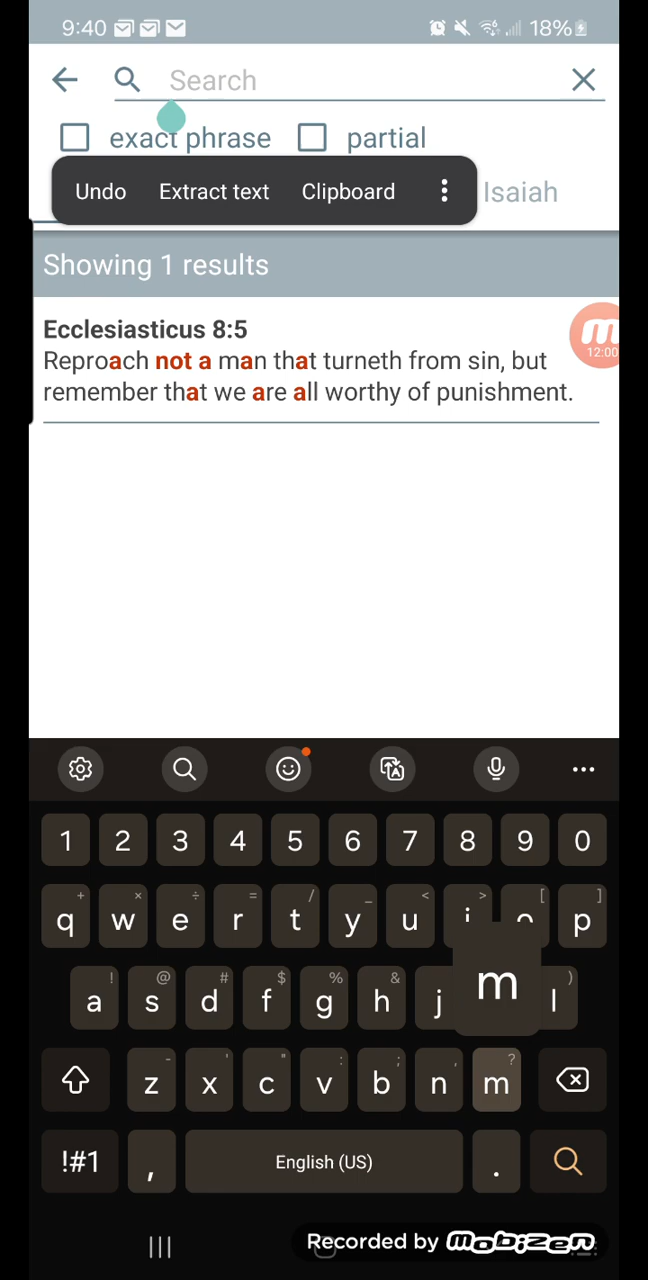 9:40 18%
Search
exact phrase partial
Undo Extract text Clipboard Isaiah
Showing 1 results
Ecclesiasticus 8:5
Reproach not a man that turneth from sin, but
remember that we are all worthy of punishment.
m
12:00
1 2 3 4 5 6 7 8 9 0
+ × ÷ = / _ < > [ ]
q w e r t y u i o p
! @ # $ % & )
a s d f g h j l
m
- ' " : ; , ?
z x c v b n m
!#1 , English (US) .
Recorded by mobizen